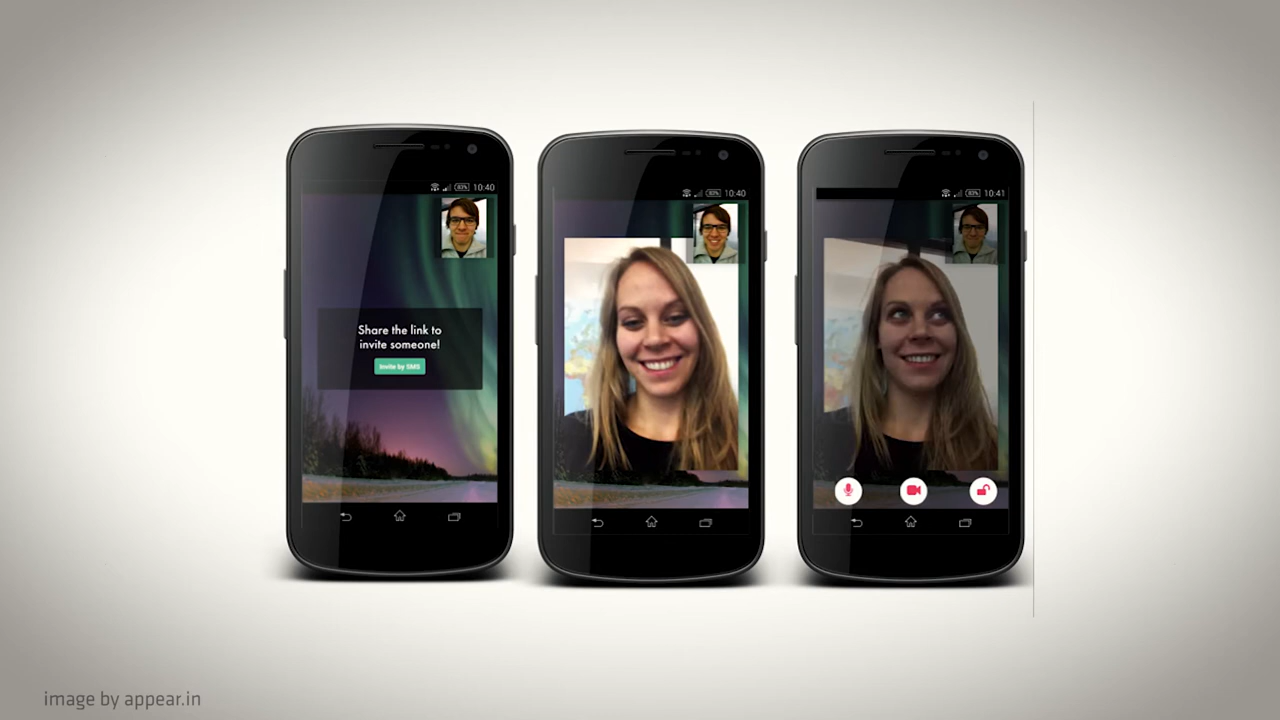 83% 10:40
Share the link to
invite someone!
Invite by SMS
83% 10:40
83% 10:41
image by appear.in